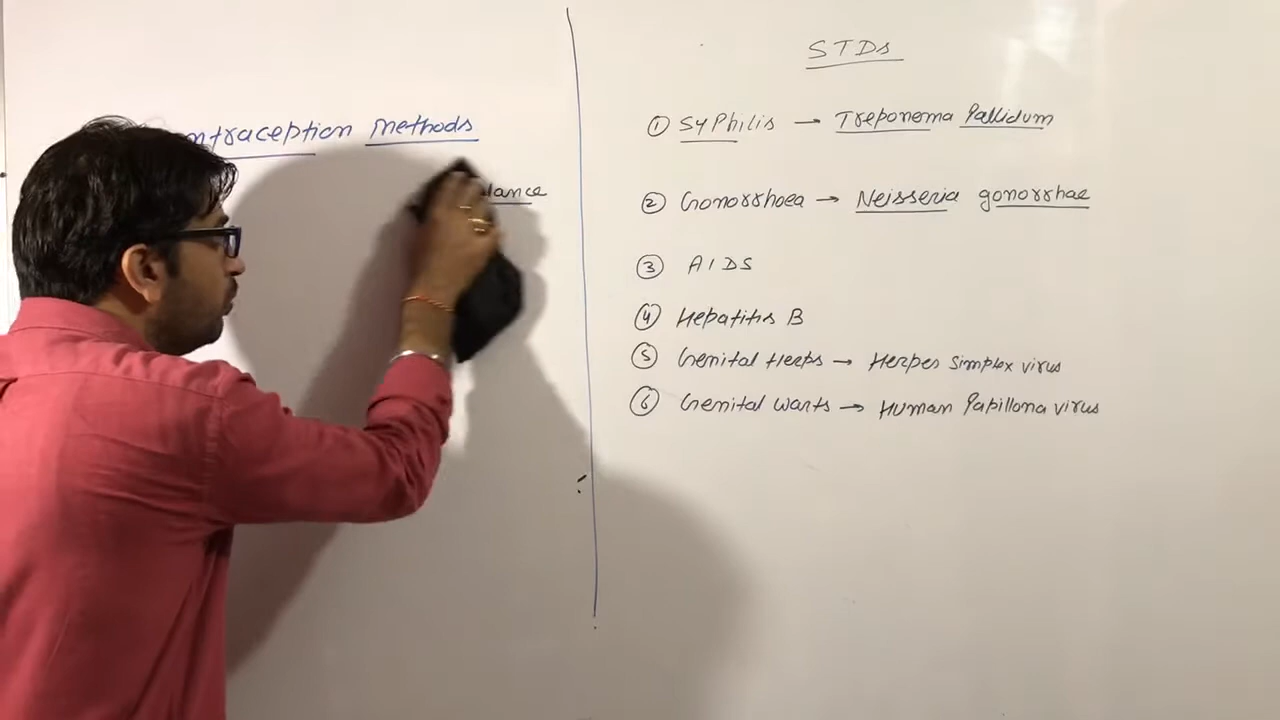 ntraception Methods
lance
STDs
① Syphilis → Treponema Pallidum
② Gonorrhoea → Neisseria gonorrhae
③ AIDS
④ Hepatitis B
⑤ Genital Herps → Herpes simplex virus
⑥ Genital warts → Human Papillona virus